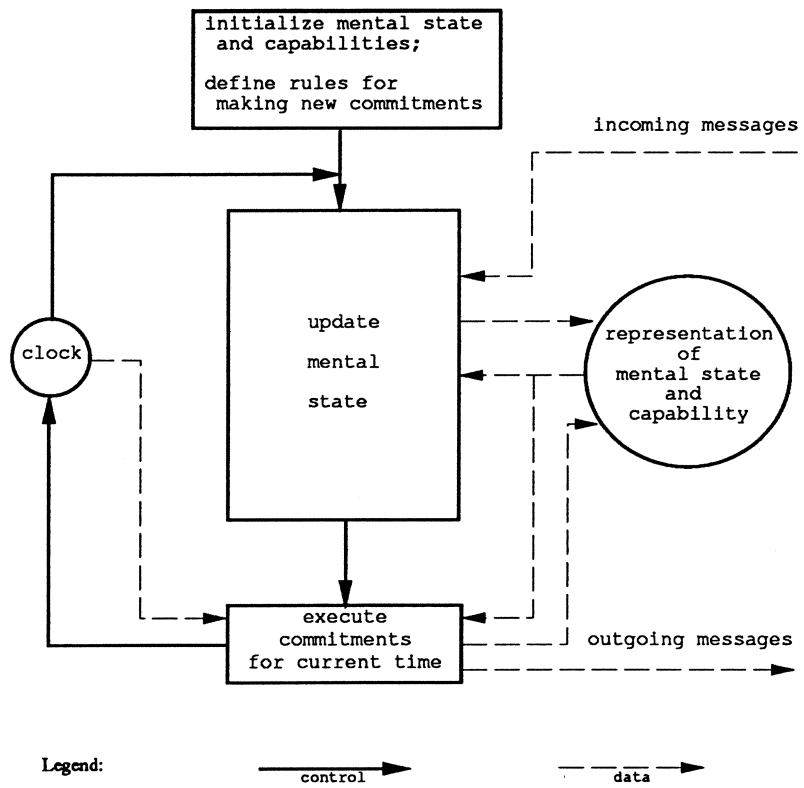 initialize mental state
and capabilities;
define rules for
making new commitments
incoming messages
clock
update
mental
state
representation
of
mental state
and
capability
execute
commitments
for current time
outgoing messages
Legend:
control
data